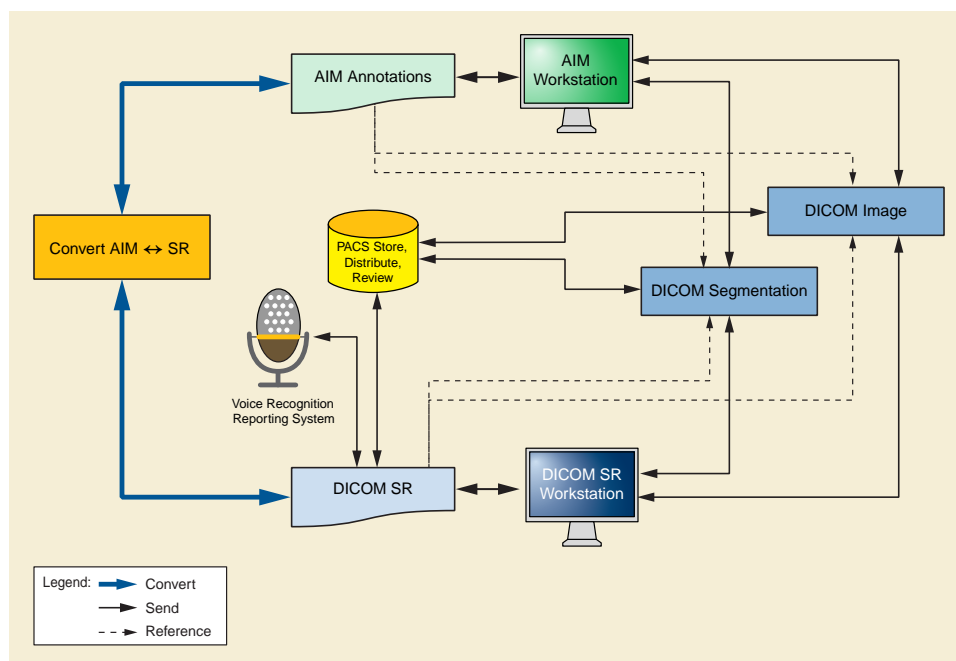 AIM Annotations
AIM
Workstation
DICOM Image
Convert AIM ↔ SR
PACS Store,
Distribute,
Review
DICOM Segmentation
Voice Recognition
Reporting System
DICOM SR
DICOM SR
Workstation
Legend:
Convert
Send
Reference